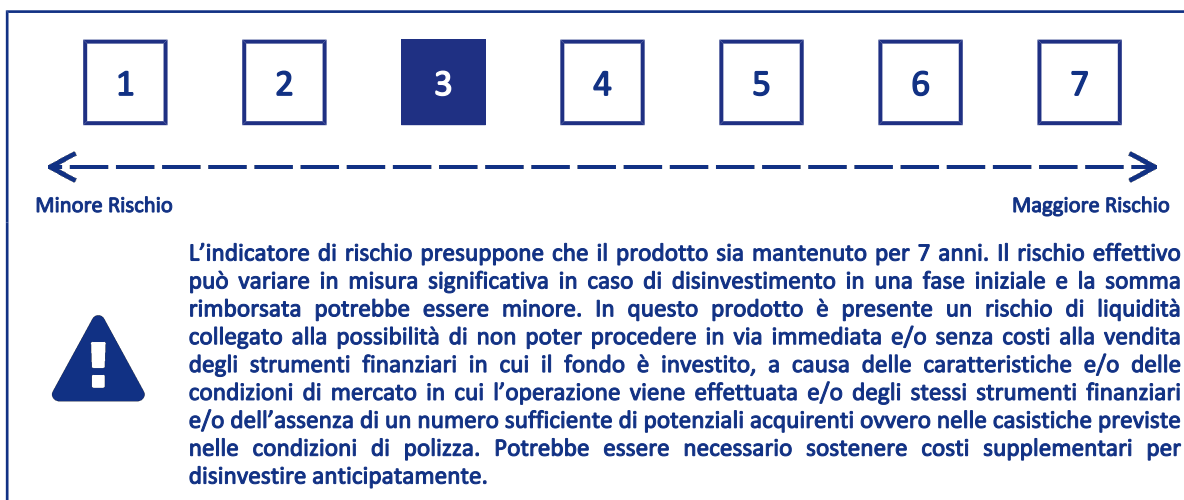 1 2 3 4 5 6 7
Minore Rischio Maggiore Rischio
L’indicatore di rischio presuppone che il prodotto sia mantenuto per 7 anni. Il rischio effettivo
può variare in misura significativa in caso di disinvestimento in una fase iniziale e la somma
rimborsata potrebbe essere minore. In questo prodotto è presente un rischio di liquidità
collegato alla possibilità di non poter procedere in via immediata e/o senza costi alla vendita
degli strumenti finanziari in cui il fondo è investito, a causa delle caratteristiche e/o delle
condizioni di mercato in cui l’operazione viene effettuata e/o degli stessi strumenti finanziari
e/o dell’assenza di un numero sufficiente di potenziali acquirenti ovvero nelle casistiche previste
nelle condizioni di polizza. Potrebbe essere necessario sostenere costi supplementari per
disinvestire anticipatamente.